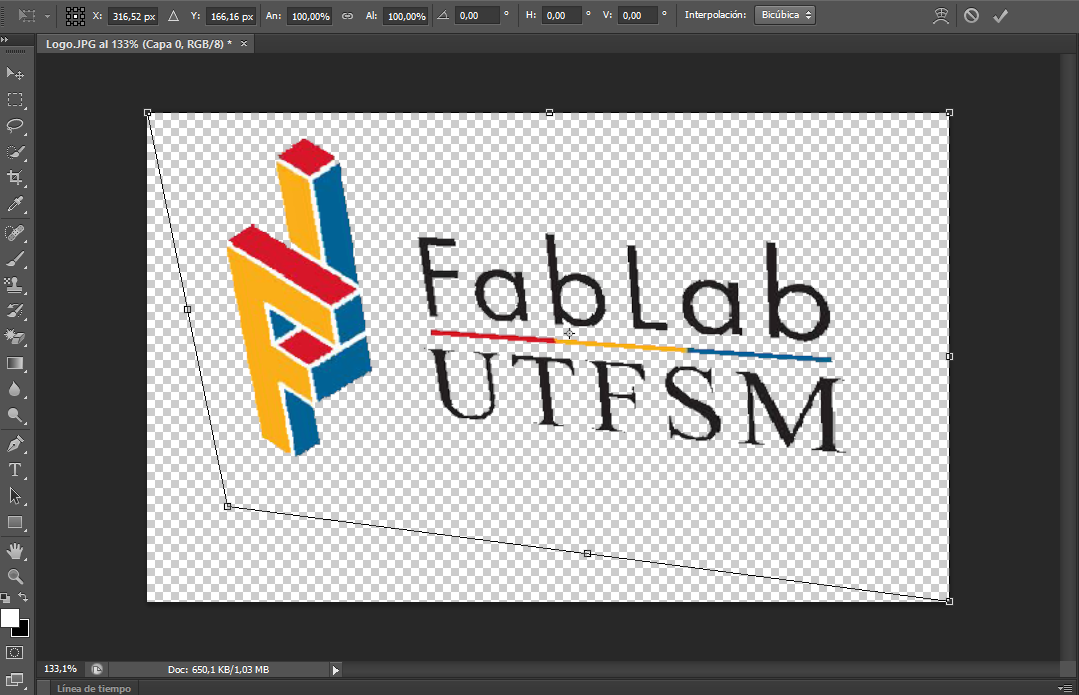 X: 316,52 px Y: 166,16 px An: 100,00% Al: 100,00% 0,00 ° H: 0,00 ° V: 0,00 ° Interpolación: Bicúbica
Logo.JPG al 133% (Capa 0, RGB/8) * ×
FabLab
UTFSM
T
133,1% Doc: 650,1 KB/1,03 MB
Línea de tiempo